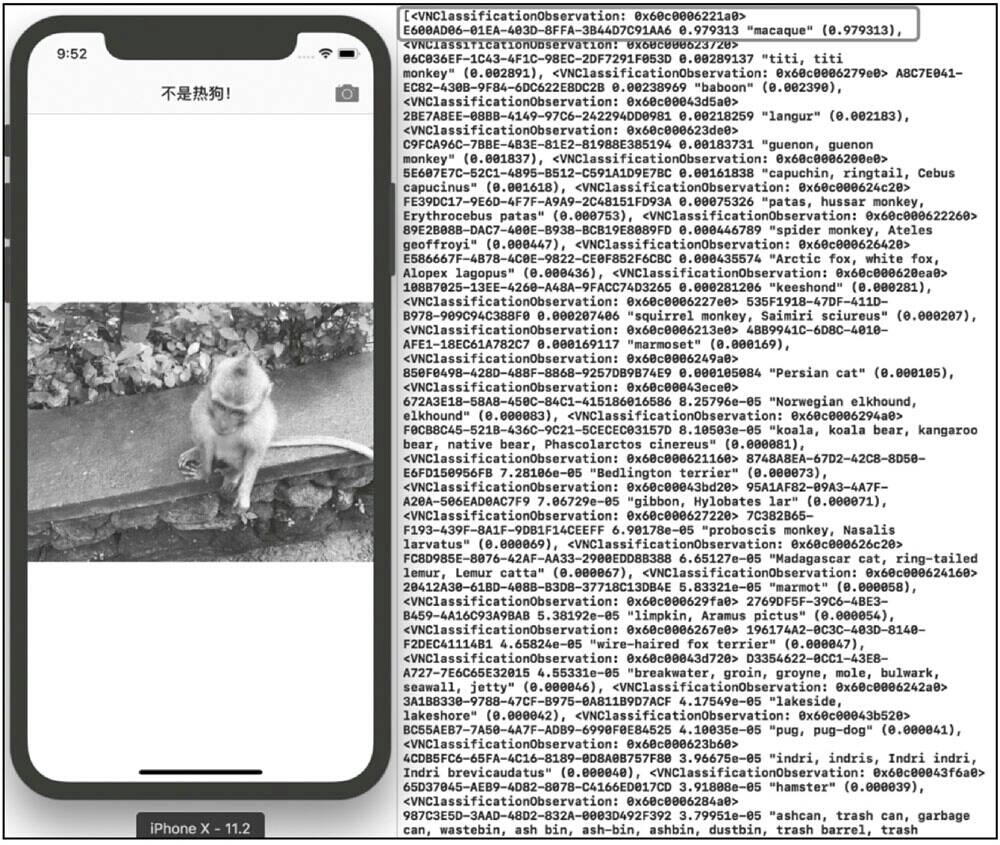 9:52
不是热狗!
iPhone X - 11.2
[<VNClassificationObservation: 0x60c0006221a0>
E600AD06-01EA-403D-8FFA-3B44D7C91AA6 0.979313 "macaque" (0.979313),
<VNClassificationObservation: 0x60c000623720>
06C036EF-1C43-4F1C-98EC-2DF7291F053D 0.00289137 "titi, titi
monkey" (0.002891), <VNClassificationObservation: 0x60c0006279e0> A8C7E041-
EC82-430B-9F84-6DC622E8DC2B 0.00238969 "baboon" (0.002390),
<VNClassificationObservation: 0x60c00043d5a0>
2BE7A8EE-08BB-4149-97C6-242294DD0981 0.00218259 "langur" (0.002183),
<VNClassificationObservation: 0x60c000623de0>
C9FCA96C-7BBE-4B3E-81E2-81988E385194 0.00183731 "guenon, guenon
monkey" (0.001837), <VNClassificationObservation: 0x60c0006200e0>
5E607E7C-52C1-4895-B512-C591A1D9E7BC 0.00161838 "capuchin, ringtail, Cebus
capucinus" (0.001618), <VNClassificationObservation: 0x60c000624c20>
FE39DC17-9E6D-4F7F-A9A9-2C48151FD93A 0.00075326 "patas, hussar monkey,
Erythrocebus patas" (0.000753), <VNClassificationObservation: 0x60c000622260>
89E2B08B-DAC7-400E-B938-BCB19E8089FD 0.000446789 "spider monkey, Ateles
geoffroyi" (0.000447), <VNClassificationObservation: 0x60c000626420>
E586667F-4B78-4C0E-9822-CE0F852F6CBC 0.000435574 "Arctic fox, white fox,
Alopex lagopus" (0.000436), <VNClassificationObservation: 0x60c000620ea0>
108B7025-13EE-4260-A48A-9FACC74D3265 0.000281206 "keeshond" (0.000281),
<VNClassificationObservation: 0x60c0006227e0> 535F1918-47DF-411D-
B978-909C94C388F0 0.000207406 "squirrel monkey, Saimiri sciureus" (0.000207),
<VNClassificationObservation: 0x60c0006213e0> 4BB9941C-6D8C-4010-
AFE1-18EC61A782C7 0.000169117 "marmoset" (0.000169),
<VNClassificationObservation: 0x60c0006249a0>
850F0498-428D-488F-8868-9257DB9B74E9 0.000105084 "Persian cat" (0.000105),
<VNClassificationObservation: 0x60c00043ece0>
672A3E18-58A8-450C-84C1-415186016586 8.25796e-05 "Norwegian elkhound,
elkhound" (0.000083), <VNClassificationObservation: 0x60c0006294a0>
F0CB8C45-521B-436C-9C21-5CECEC03157D 8.10503e-05 "koala, koala bear, kangaroo
bear, native bear, Phascolarctos cinereus" (0.000081),
<VNClassificationObservation: 0x60c000621160> 8748A8EA-67D2-42C8-8D50-
E6FD150956FB 7.28106e-05 "Bedlington terrier" (0.000073),
<VNClassificationObservation: 0x60c00043bd20> 95A1AF82-09A3-4A7F-
A20A-506EAD0AC7F9 7.06729e-05 "gibbon, Hylobates lar" (0.000071),
<VNClassificationObservation: 0x60c000627220> 7C382B65-
F193-439F-8A1F-9DB1F14CEEFF 6.90178e-05 "proboscis monkey, Nasalis
larvatus" (0.000069), <VNClassificationObservation: 0x60c000626c20>
FC8D985E-8076-42AF-AA33-2900EDD8B388 6.65127e-05 "Madagascar cat, ring-tailed
lemur, Lemur catta" (0.000067), <VNClassificationObservation: 0x60c000624160>
20412A30-61BD-408B-B3D8-37718C13DB4E 5.83321e-05 "marmot" (0.000058),
<VNClassificationObservation: 0x60c000629fa0> 2769DF5F-39C6-4BE3-
B459-4A16C93A9BAB 5.38192e-05 "limpkin, Aramus pictus" (0.000054),
<VNClassificationObservation: 0x60c0006267e0> 196174A2-0C3C-403D-8140-
F2DEC41114B1 4.65824e-05 "wire-haired fox terrier" (0.000047),
<VNClassificationObservation: 0x60c00043d720> D3354622-0CC1-43E8-
A727-7E6C65E32015 4.55331e-05 "breakwater, groin, groyne, mole, bulwark,
seawall, jetty" (0.000046), <VNClassificationObservation: 0x60c0006242a0>
3A1B8330-9788-47CF-B975-0A811B9D7ACF 4.17549e-05 "lakeside,
lakeshore" (0.000042), <VNClassificationObservation: 0x60c00043b520>
BC55AEB7-7A50-4A7F-ADB9-6990F0E84525 4.10035e-05 "pug, pug-dog" (0.000041),
<VNClassificationObservation: 0x60c000623b60>
4CDB5FC6-65FA-4C16-8189-0D8A0B757F80 3.96675e-05 "indri, indris, Indri indri,
Indri brevicaudatus" (0.000040), <VNClassificationObservation: 0x60c00043f6a0>
65D37045-AEB9-4D82-8078-C4166ED017CD 3.91808e-05 "hamster" (0.000039),
<VNClassificationObservation: 0x60c0006284a0>
987C3E5D-3AAD-48D2-832A-0003D492F392 3.79951e-05 "ashcan, trash can, garbage
can, wastebin, ash bin, ash-bin, ashbin, dustbin, trash barrel, trash